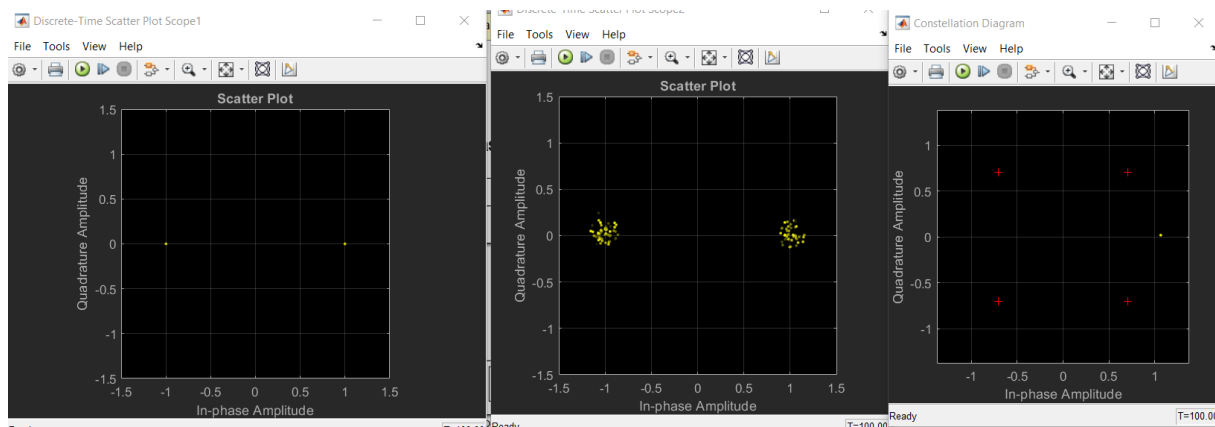 Discrete-Time Scatter Plot Scope1
File Tools View Help
Scatter Plot
1.5
1
0.5
0
-0.5
-1
-1.5
Quadrature Amplitude
-1.5 -1 -0.5 0 0.5 1 1.5
In-phase Amplitude
Discrete-Time Scatter Plot Scope2
File Tools View Help
Scatter Plot
1.5
1
0.5
0
-0.5
-1
-1.5
Quadrature Amplitude
-1.5 -1 -0.5 0 0.5 1 1.5
In-phase Amplitude
Ready
T=100.00
Constellation Diagram
File Tools View Help
1
0.5
0
-0.5
-1
Quadrature Amplitude
-1 -0.5 0 0.5 1
In-phase Amplitude
Ready
T=100.00